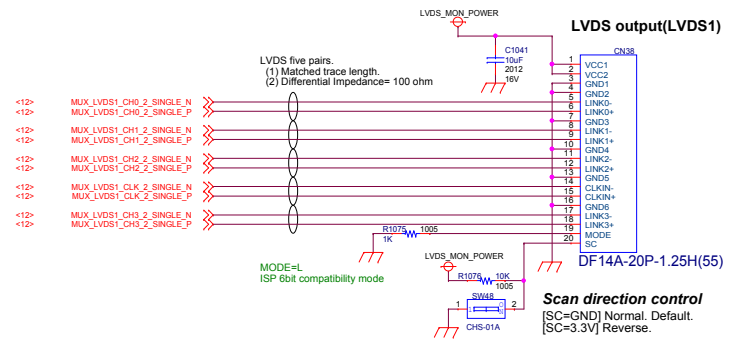 LVDS_MON_POWER
LVDS output(LVDS1)
CN38
C1041
10uF
2012
16V
LVDS five pairs.
(1) Matched trace length.
(2) Differential Impedance= 100 ohm
1 VCC1
2 VCC2
3 GND1
4 GND2
<12> MUX_LVDS1_CH0_2_SINGLE_N 5 LINK0-
<12> MUX_LVDS1_CH0_2_SINGLE_P 6 LINK0+
7 GND3
<12> MUX_LVDS1_CH1_2_SINGLE_N 8 LINK1-
<12> MUX_LVDS1_CH1_2_SINGLE_P 9 LINK1+
10 GND4
<12> MUX_LVDS1_CH2_2_SINGLE_N 11 LINK2-
<12> MUX_LVDS1_CH2_2_SINGLE_P 12 LINK2+
13 GND5
<12> MUX_LVDS1_CLK_2_SINGLE_N 14 CLKIN-
<12> MUX_LVDS1_CLK_2_SINGLE_P 15 CLKIN+
16 GND6
<12> MUX_LVDS1_CH3_2_SINGLE_N 17 LINK3-
<12> MUX_LVDS1_CH3_2_SINGLE_P 18 LINK3+
R1075 1005 19 MODE
1K
20 SC
DF14A-20P-1.25H(55)
LVDS_MON_POWER
MODE=L
ISP 6bit compatibility mode
R1076 10K
1005
SW48
1 2
CHS-01A
Scan direction control
[SC=GND] Normal. Default.
[SC=3.3V] Reverse.